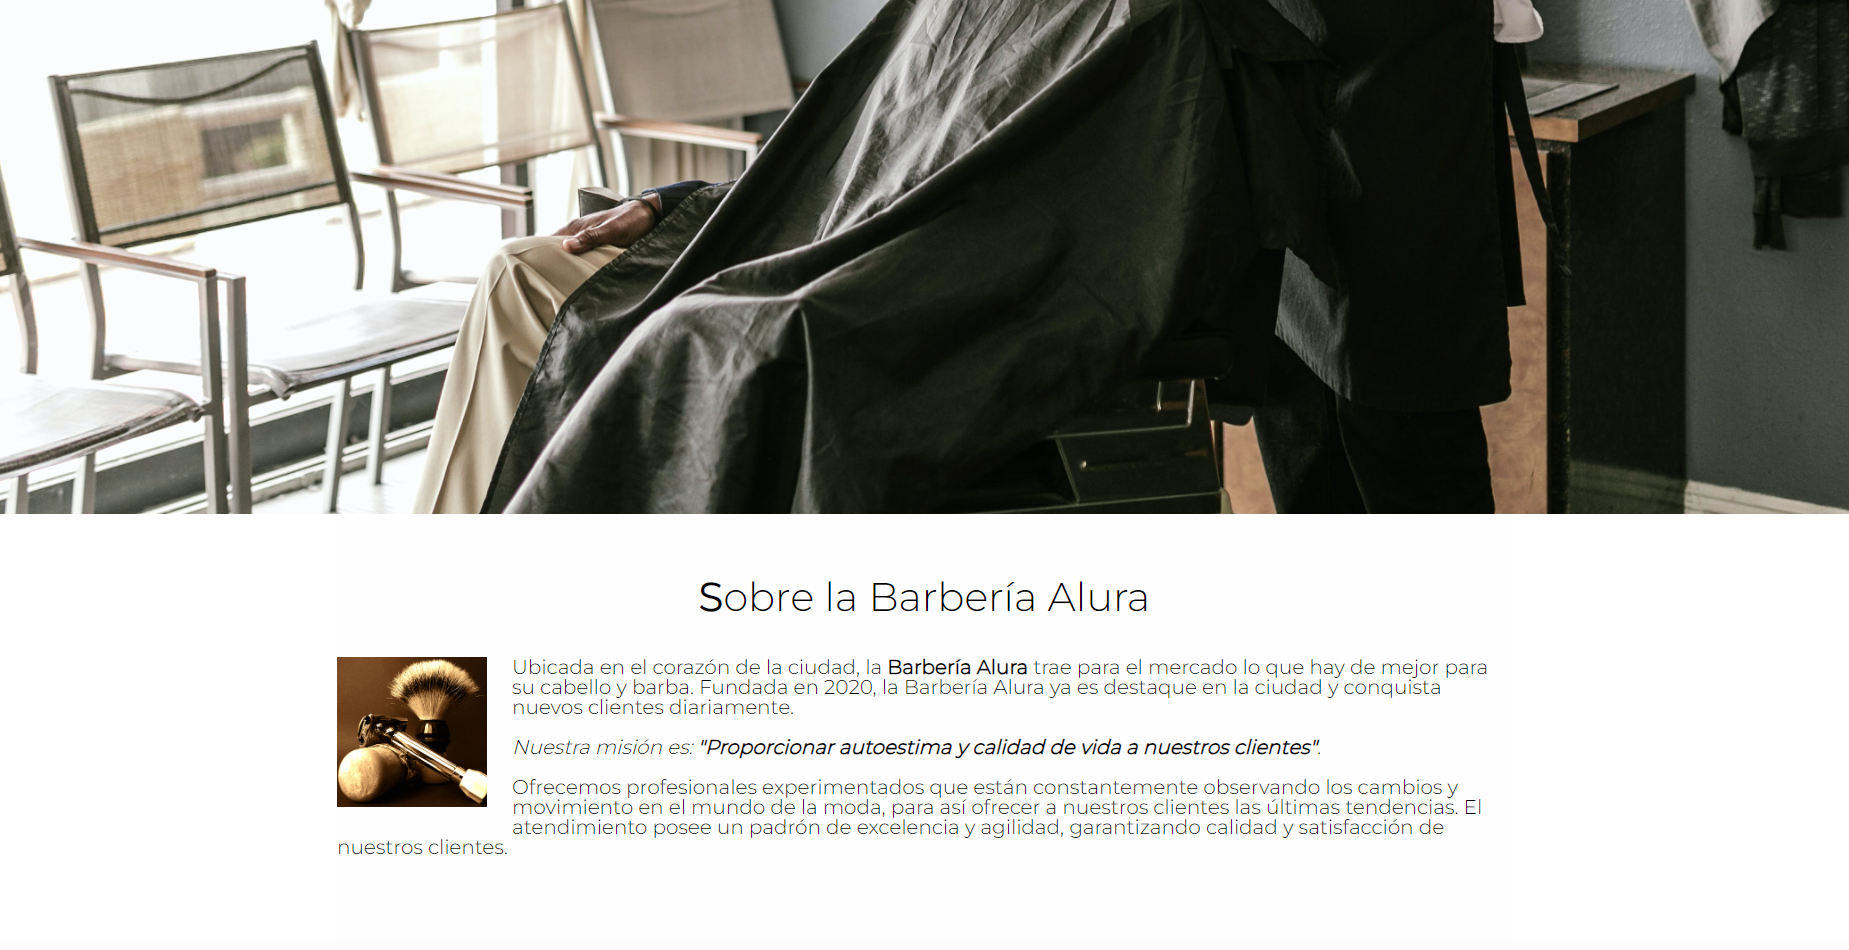 Sobre la Barbería Alura
Ubicada en el corazón de la ciudad, la Barbería Alura trae para el mercado lo que hay de mejor para
su cabello y barba. Fundada en 2020, la Barbería Alura ya es destaque en la ciudad y conquista
nuevos clientes diariamente.
Nuestra misión es: "Proporcionar autoestima y calidad de vida a nuestros clientes".
Ofrecemos profesionales experimentados que están constantemente observando los cambios y
movimiento en el mundo de la moda, para así ofrecer a nuestros clientes las últimas tendencias. El
atendimiento posee un padrón de excelencia y agilidad, garantizando calidad y satisfacción de
nuestros clientes.